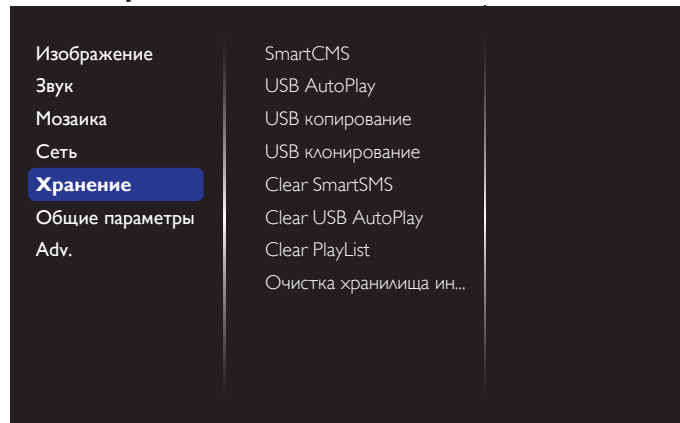 Изображение
Звук
Мозаика
Сеть
Хранение
Общие параметры
Adv.
SmartCMS
USB AutoPlay
USB копирование
USB клонирование
Clear SmartSMS
Clear USB AutoPlay
Clear PlayList
Очистка хранилища ин...